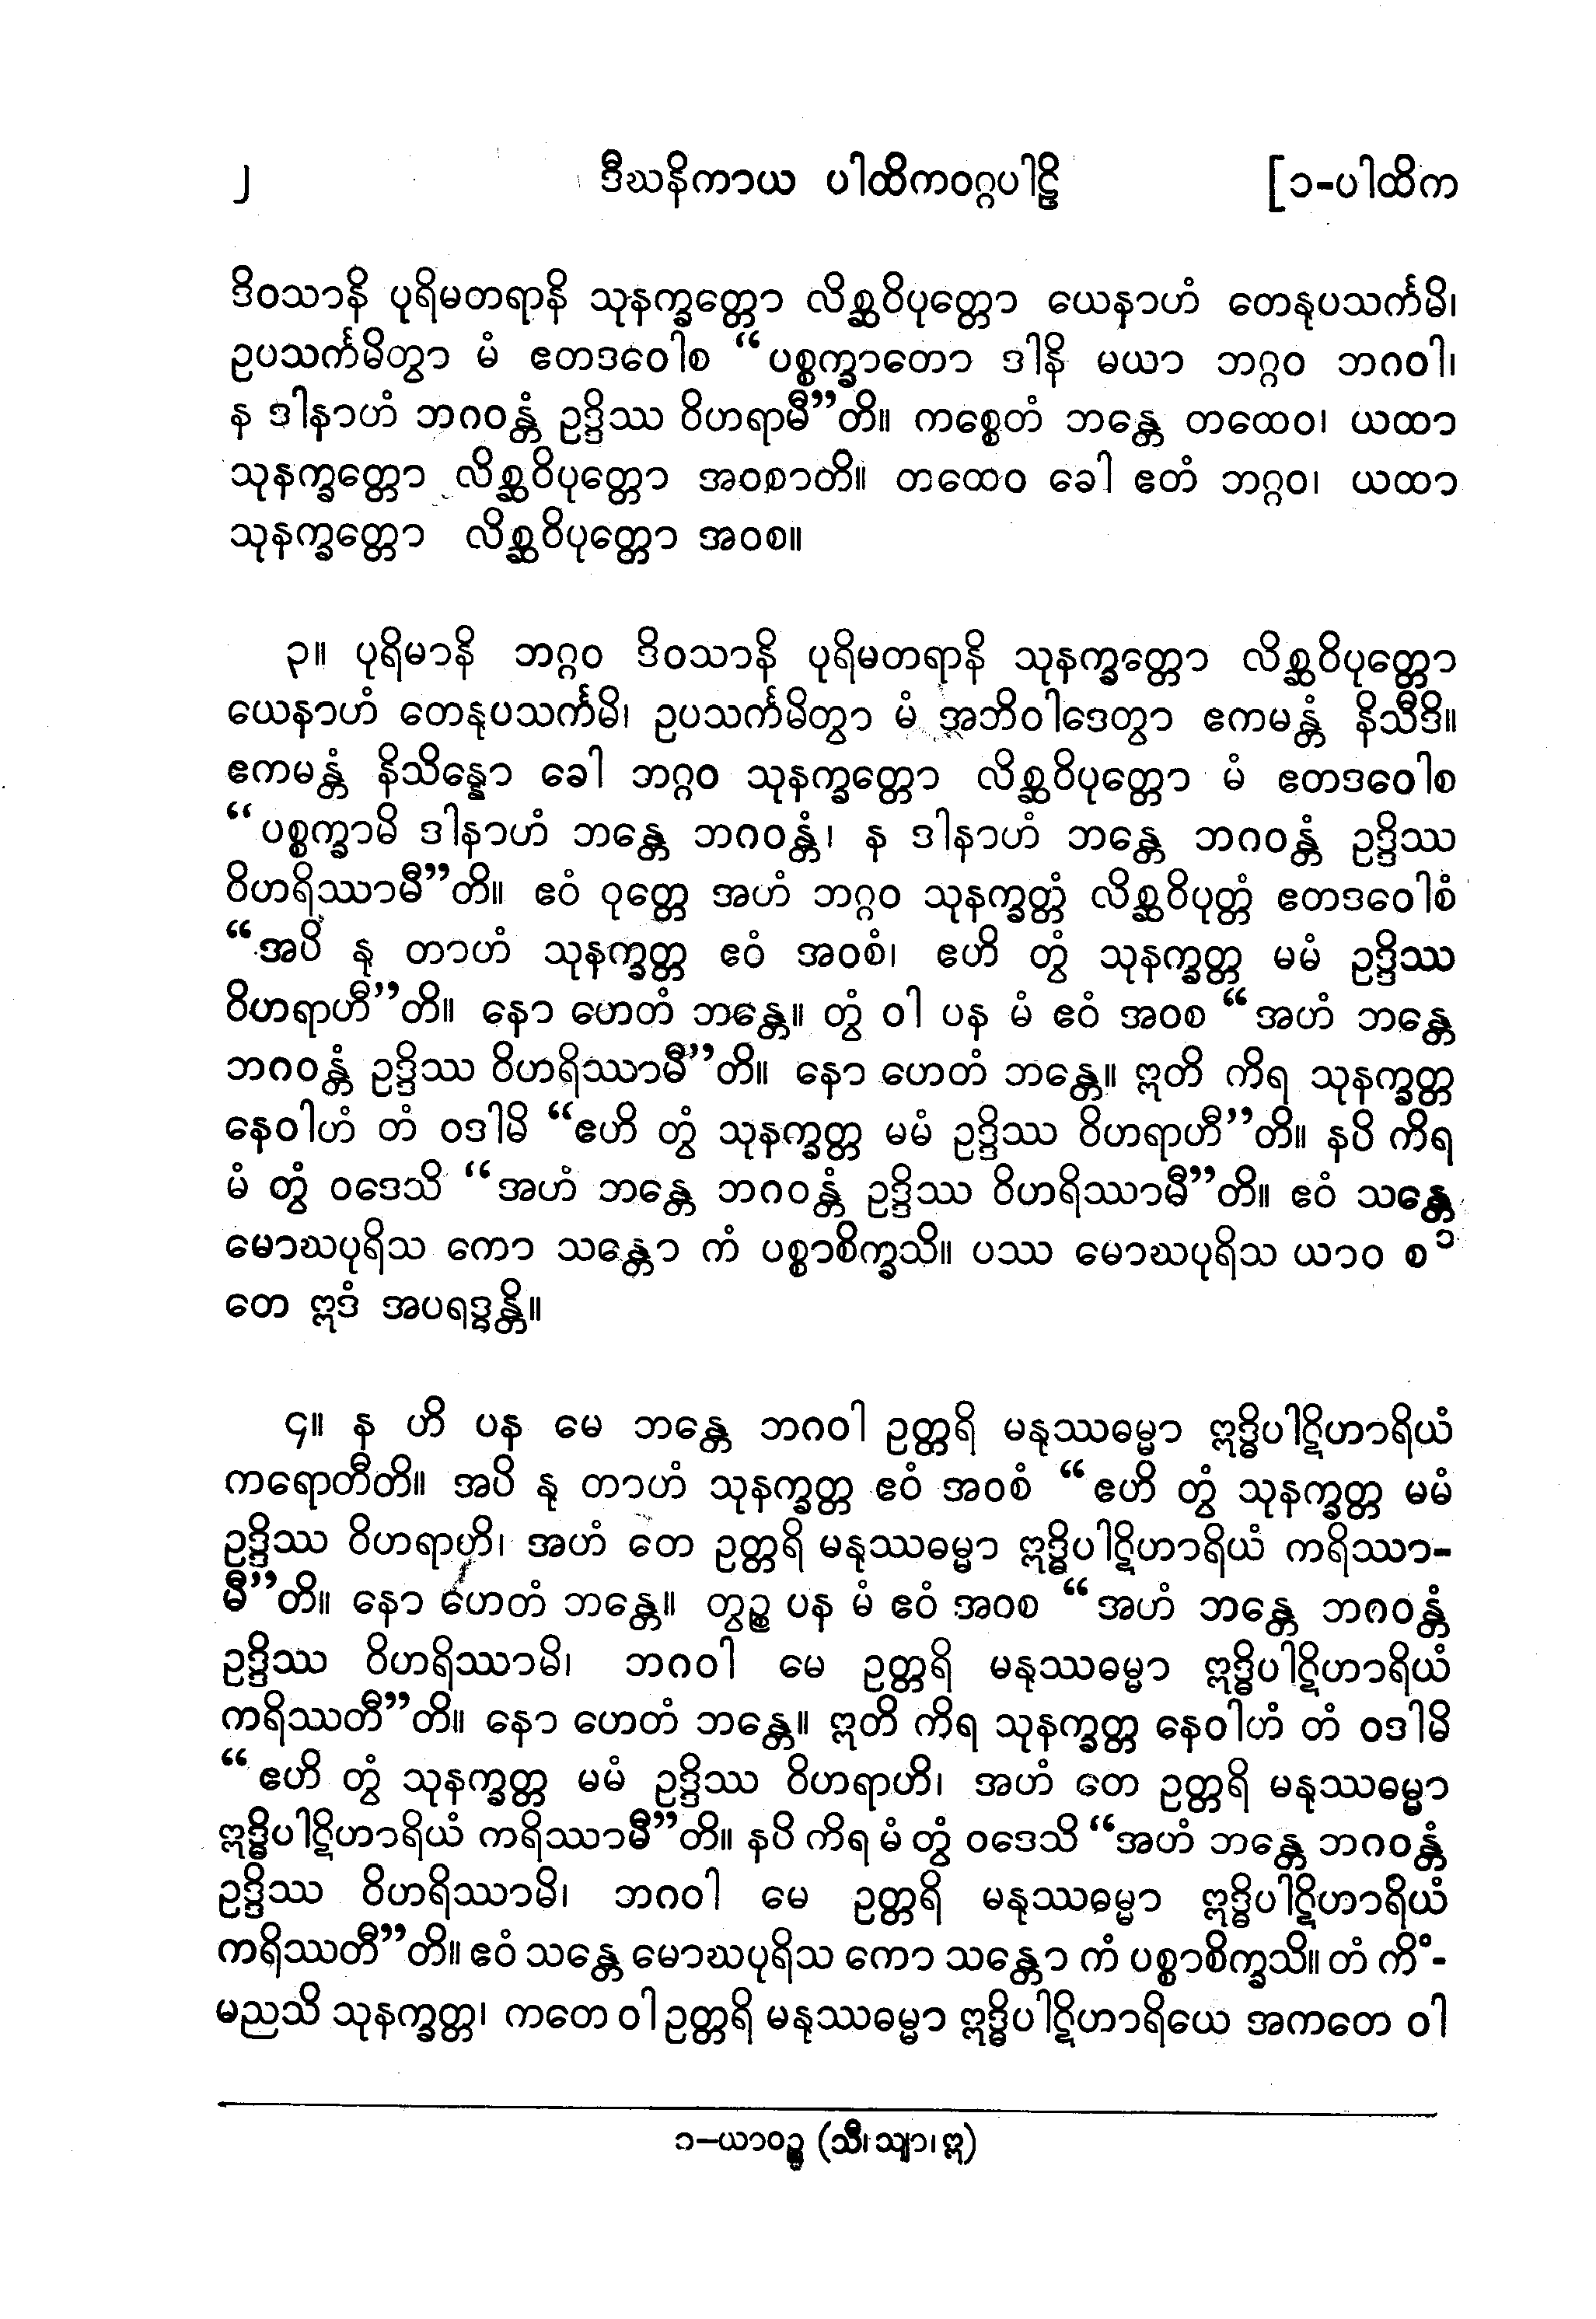 ၂ ဒီဃနိကာယ ပါထိကဝဂ္ဂပါဠိ [၁-ပါထိက
ဒိဝသာနိ ပုရိမတရာနိ သုနက္ခတ္တော လိစ္ဆဝိပုတ္တော ယေနာဟံ တေနုပသင်္ကမိ၊
ဥပသင်္ကမိတွာ မံ ဧတဒဝေါစ “ပစ္စက္ခာတော ဒါနိ မယာ ဘဂ္ဂဝ ဘဂဝါ၊
န ဒါနာဟံ ဘဂဝန္တံ ဥဒ္ဒိဿ ဝိဟရာမီ”တိ။ ကစ္စေတံ ဘန္တေ တထေဝ၊ ယထာ
သုနက္ခတ္တော လိစ္ဆဝိပုတ္တော အဝစာတိ။ တထေဝ ခေါ ဧတံ ဘဂ္ဂဝ၊ ယထာ
သုနက္ခတ္တော လိစ္ဆဝိပုတ္တော အဝစ။
၃။ ပုရိမာနိ ဘဂ္ဂဝ ဒိဝသာနိ ပုရိမတရာနိ သုနက္ခတ္တော လိစ္ဆဝိပုတ္တော
ယေနာဟံ တေနုပသင်္ကမိ၊ ဥပသင်္ကမိတွာ မံ အဘိဝါဒေတွာ ဧကမန္တံ နိသီဒိ။
ဧကမန္တံ နိသိန္နော ခေါ ဘဂ္ဂဝ သုနက္ခတ္တော လိစ္ဆဝိပုတ္တော မံ ဧတဒဝေါစ
“ပစ္စက္ခာမိ ဒါနာဟံ ဘန္တေ ဘဂဝန္တံ၊ န ဒါနာဟံ ဘန္တေ ဘဂဝန္တံ ဥဒ္ဒိဿ
ဝိဟရိဿာမီ”တိ။ ဧဝံ ဝုတ္တေ အဟံ ဘဂ္ဂဝ သုနက္ခတ္တံ လိစ္ဆဝိပုတ္တံ ဧတဒဝေါစံ
“အပိ နု တာဟံ သုနက္ခတ္တ ဧဝံ အဝစံ၊ ဧဟိ တွံ သုနက္ခတ္တ မမံ ဥဒ္ဒိဿ
ဝိဟရာဟီ”တိ။ နော ဟေတံ ဘန္တေ။ တွံ ဝါ ပန မံ ဧဝံ အဝစ “အဟံ ဘန္တေ
ဘဂဝန္တံ ဥဒ္ဒိဿ ဝိဟရိဿာမီ”တိ။ နော ဟေတံ ဘန္တေ။ ဣတိ ကိရ သုနက္ခတ္တ
နေဝါဟံ တံ ဝဒါမိ “ဧဟိ တွံ သုနက္ခတ္တ မမံ ဥဒ္ဒိဿ ဝိဟရာဟီ”တိ။ နပိ ကိရ
မံ တွံ ဝဒေသိ “အဟံ ဘန္တေ ဘဂဝန္တံ ဥဒ္ဒိဿ ဝိဟရိဿာမီ”တိ။ ဧဝံ သန္တေ
မောဃပုရိသ ကော သန္တော ကံ ပစ္စာစိက္ခသိ။ ပဿ မောဃပုရိသ ယာဝ စ ၁
တေ ဣဒံ အပရဒ္ဓန္တိ။
၄။ န ဟိ ပန မေ ဘန္တေ ဘဂဝါ ဥတ္တရိ မနုဿဓမ္မာ ဣဒ္ဓိပါဋိဟာရိယံ
ကရောတီတိ။ အပိ နု တာဟံ သုနက္ခတ္တ ဧဝံ အဝစံ “ဧဟိ တွံ သုနက္ခတ္တ မမံ
ဥဒ္ဒိဿ ဝိဟရာဟိ၊ အဟံ တေ ဥတ္တရိ မနုဿဓမ္မာ ဣဒ္ဓိပါဋိဟာရိယံ ကရိဿာ-
မီ”တိ။ နော ဟေတံ ဘန္တေ။ တွဉ္စ ပန မံ ဧဝံ အဝစ “အဟံ ဘန္တေ ဘဂဝန္တံ
ဥဒ္ဒိဿ ဝိဟရိဿာမိ၊ ဘဂဝါ မေ ဥတ္တရိ မနုဿဓမ္မာ ဣဒ္ဓိပါဋိဟာရိယံ
ကရိဿတီ”တိ။ နော ဟေတံ ဘန္တေ။ ဣတိ ကိရ သုနက္ခတ္တ နေဝါဟံ တံ ဝဒါမိ
“ဧဟိ တွံ သုနက္ခတ္တ မမံ ဥဒ္ဒိဿ ဝိဟရာဟိ၊ အဟံ တေ ဥတ္တရိ မနုဿဓမ္မာ
ဣဒ္ဓိပါဋိဟာရိယံ ကရိဿာမီ”တိ။ နပိ ကိရ မံ တွံ ဝဒေသိ “အဟံ ဘန္တေ ဘဂဝန္တံ
ဥဒ္ဒိဿ ဝိဟရိဿာမိ၊ ဘဂဝါ မေ ဥတ္တရိ မနုဿဓမ္မာ ဣဒ္ဓိပါဋိဟာရိယံ
ကရိဿတီ”တိ။ ဧဝံ သန္တေ မောဃပုရိသ ကော သန္တော ကံ ပစ္စာစိက္ခသိ။ တံ ကိံ-
မညသိ သုနက္ခတ္တ၊ ကတေ ဝါ ဥတ္တရိ မနုဿဓမ္မာ ဣဒ္ဓိပါဋိဟာရိယေ အကတေ ဝါ
၁–ယာဝဉ္စ (သီ၊ သျာ၊ ဣ)